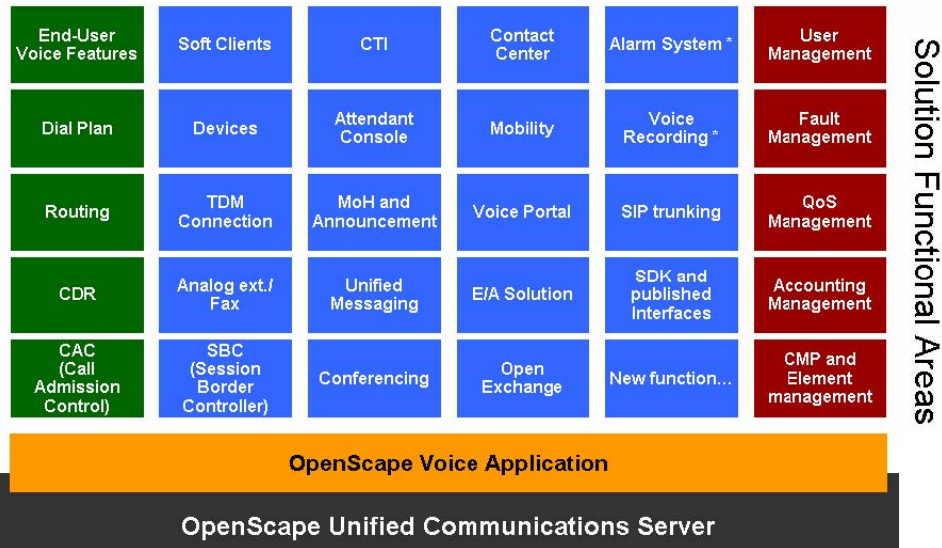 End-User
Voice Features
Soft Clients
CTI
Contact
Center
Alarm System *
User
Management
Dial Plan
Devices
Attendant
Console
Mobility
Voice
Recording *
Fault
Management
Routing
TDM
Connection
MoH and
Announcement
Voice Portal
SIP trunking
QoS
Management
CDR
Analog ext./
Fax
Unified
Messaging
E/A Solution
SDK and
published
Interfaces
Accounting
Management
CAC
(Call
Admission
Control)
SBC
(Session
Border
Controller)
Conferencing
Open
Exchange
New function...
CMP and
Element
management
Solution Functional Areas
OpenScape Voice Application
OpenScape Unified Communications Server